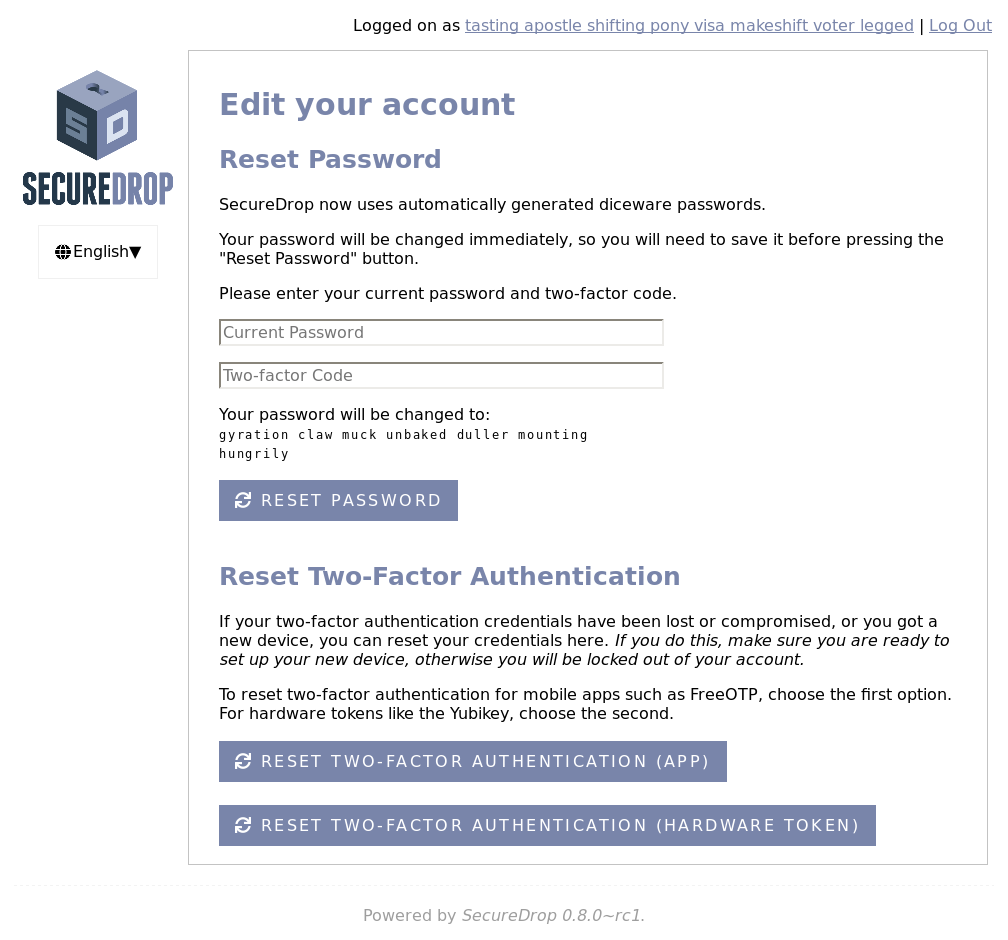 Logged on as tasting apostle shifting pony visa makeshift voter legged | Log Out
SD
SECUREDROP
English▼
Edit your account
Reset Password
SecureDrop now uses automatically generated diceware passwords.
Your password will be changed immediately, so you will need to save it before pressing the
"Reset Password" button.
Please enter your current password and two-factor code.
Current Password
Two-factor Code
Your password will be changed to:
gyration claw muck unbaked duller mounting
hungrily
RESET PASSWORD
Reset Two-Factor Authentication
If your two-factor authentication credentials have been lost or compromised, or you got a
new device, you can reset your credentials here. If you do this, make sure you are ready to
set up your new device, otherwise you will be locked out of your account.
To reset two-factor authentication for mobile apps such as FreeOTP, choose the first option.
For hardware tokens like the Yubikey, choose the second.
RESET TWO-FACTOR AUTHENTICATION (APP)
RESET TWO-FACTOR AUTHENTICATION (HARDWARE TOKEN)
Powered by SecureDrop 0.8.0~rc1.